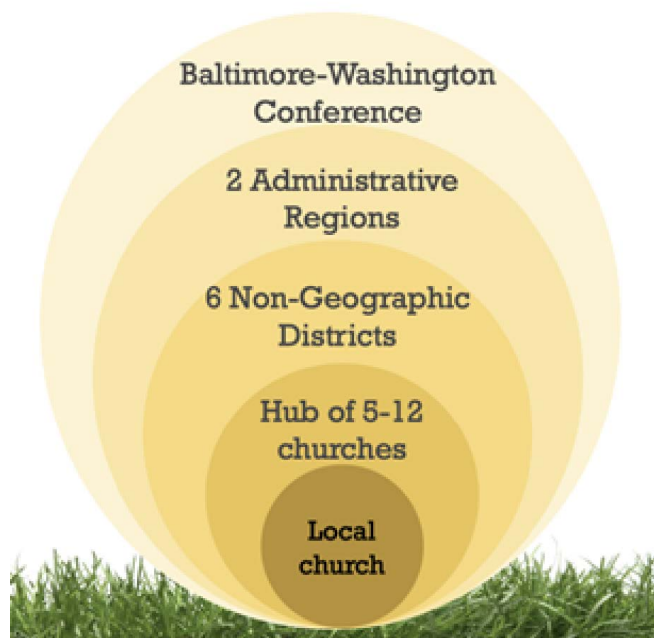 Baltimore-Washington
Conference
2 Administrative
Regions
6 Non-Geographic
Districts
Hub of 5-12
churches
Local
church